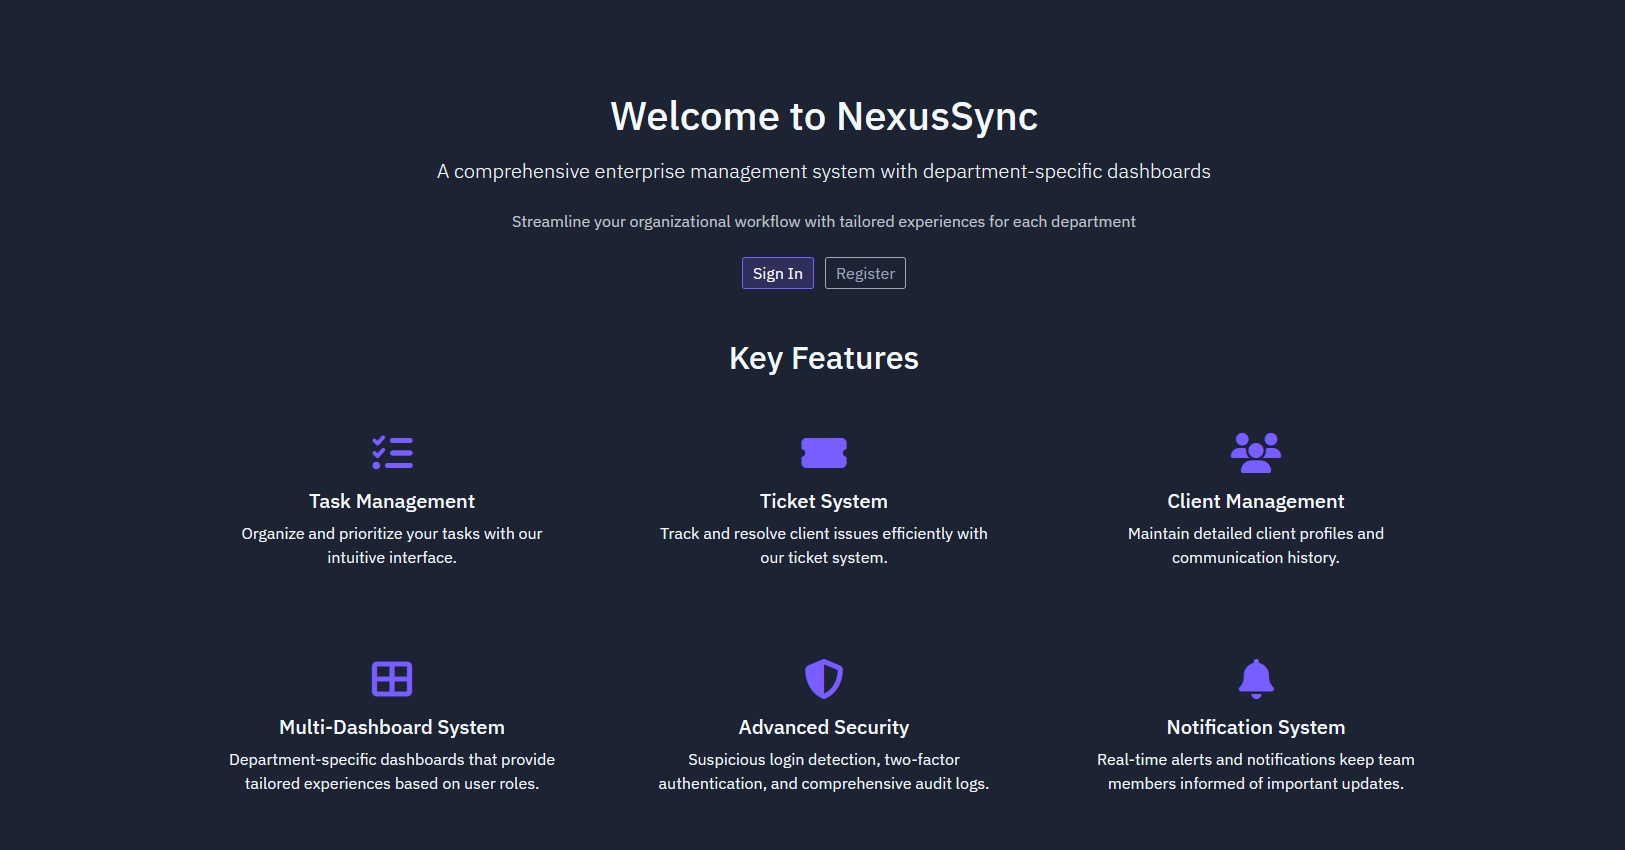 Welcome to NexusSync
A comprehensive enterprise management system with department-specific dashboards
Streamline your organizational workflow with tailored experiences for each department
Sign In
Register
Key Features
Task Management
Organize and prioritize your tasks with our
intuitive interface.
Ticket System
Track and resolve client issues efficiently with
our ticket system.
Client Management
Maintain detailed client profiles and
communication history.
Multi-Dashboard System
Department-specific dashboards that provide
tailored experiences based on user roles.
Advanced Security
Suspicious login detection, two-factor
authentication, and comprehensive audit logs.
Notification System
Real-time alerts and notifications keep team
members informed of important updates.